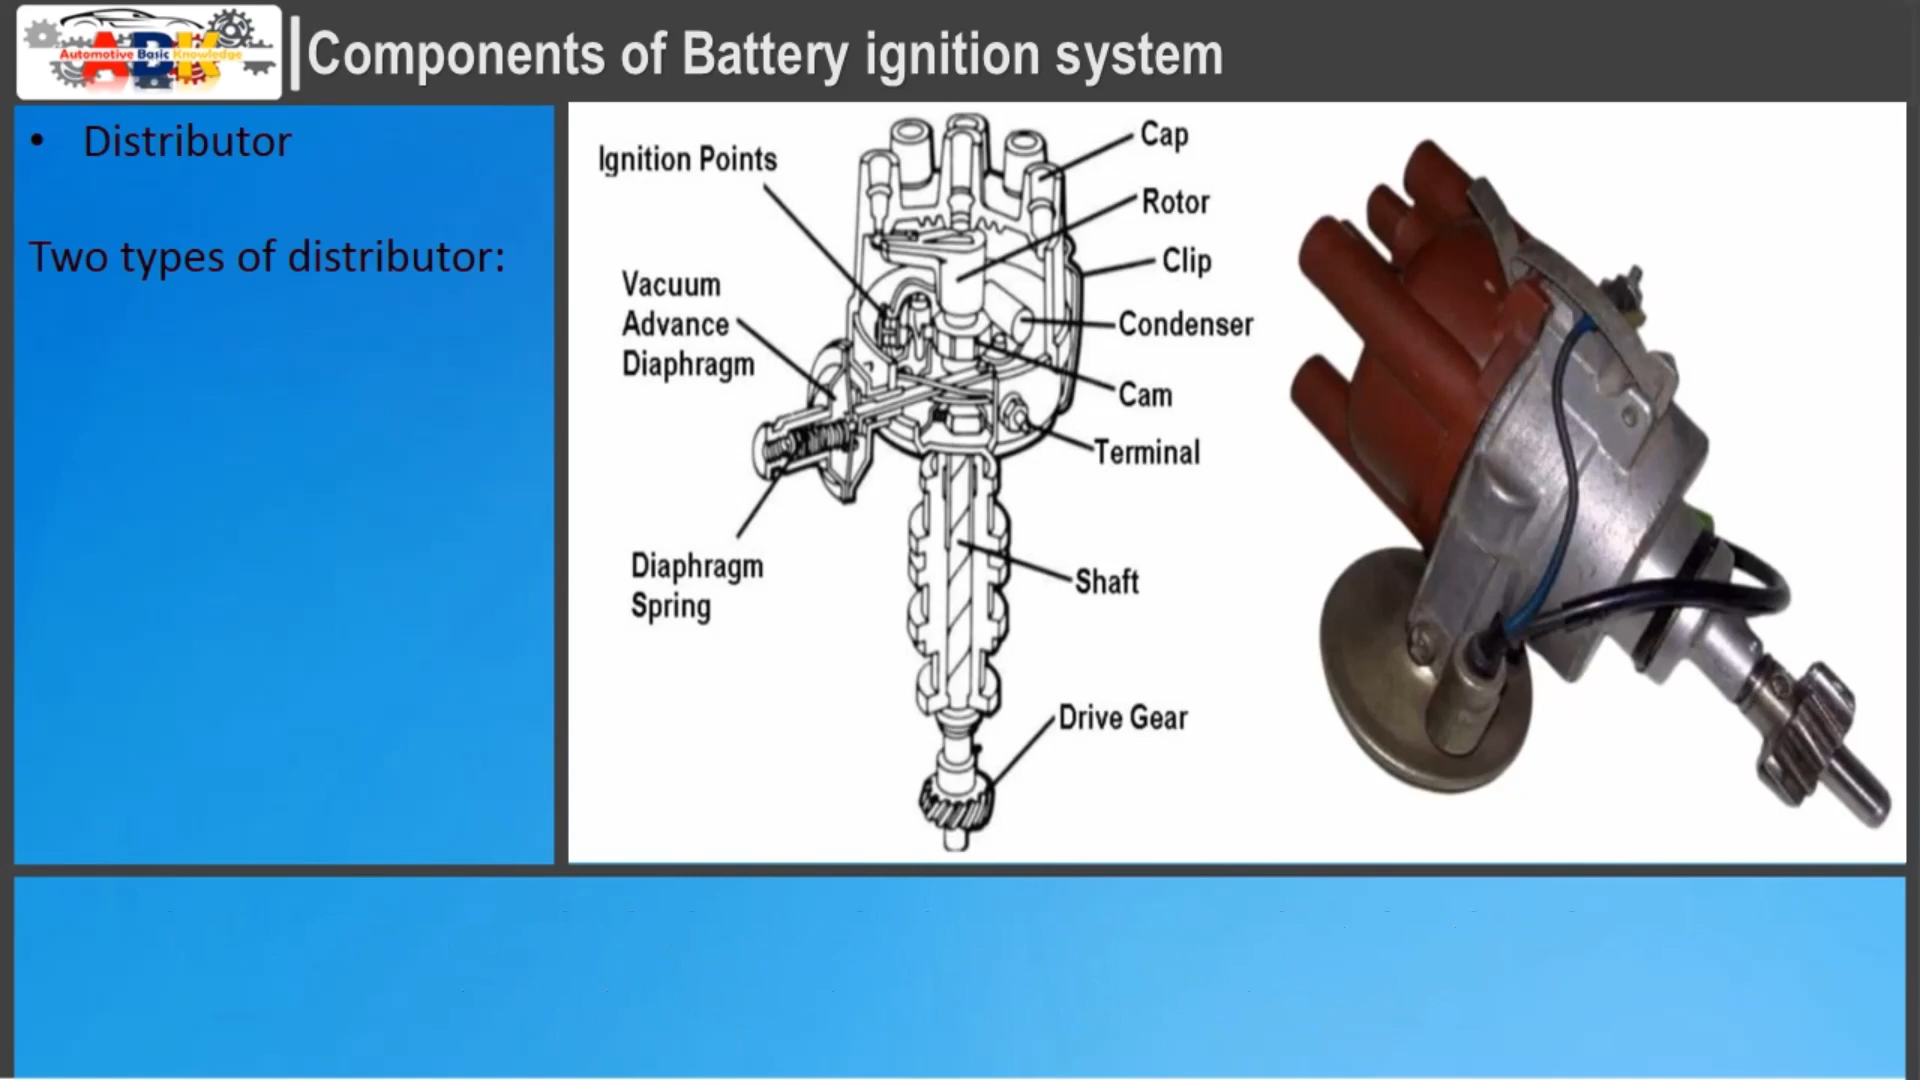 ABK
Automotive Basic Knowledge
Components of Battery ignition system
• Distributor
Two types of distributor:
Ignition Points
Vacuum
Advance
Diaphragm
Diaphragm
Spring
Cap
Rotor
Clip
Condenser
Cam
Terminal
Shaft
Drive Gear